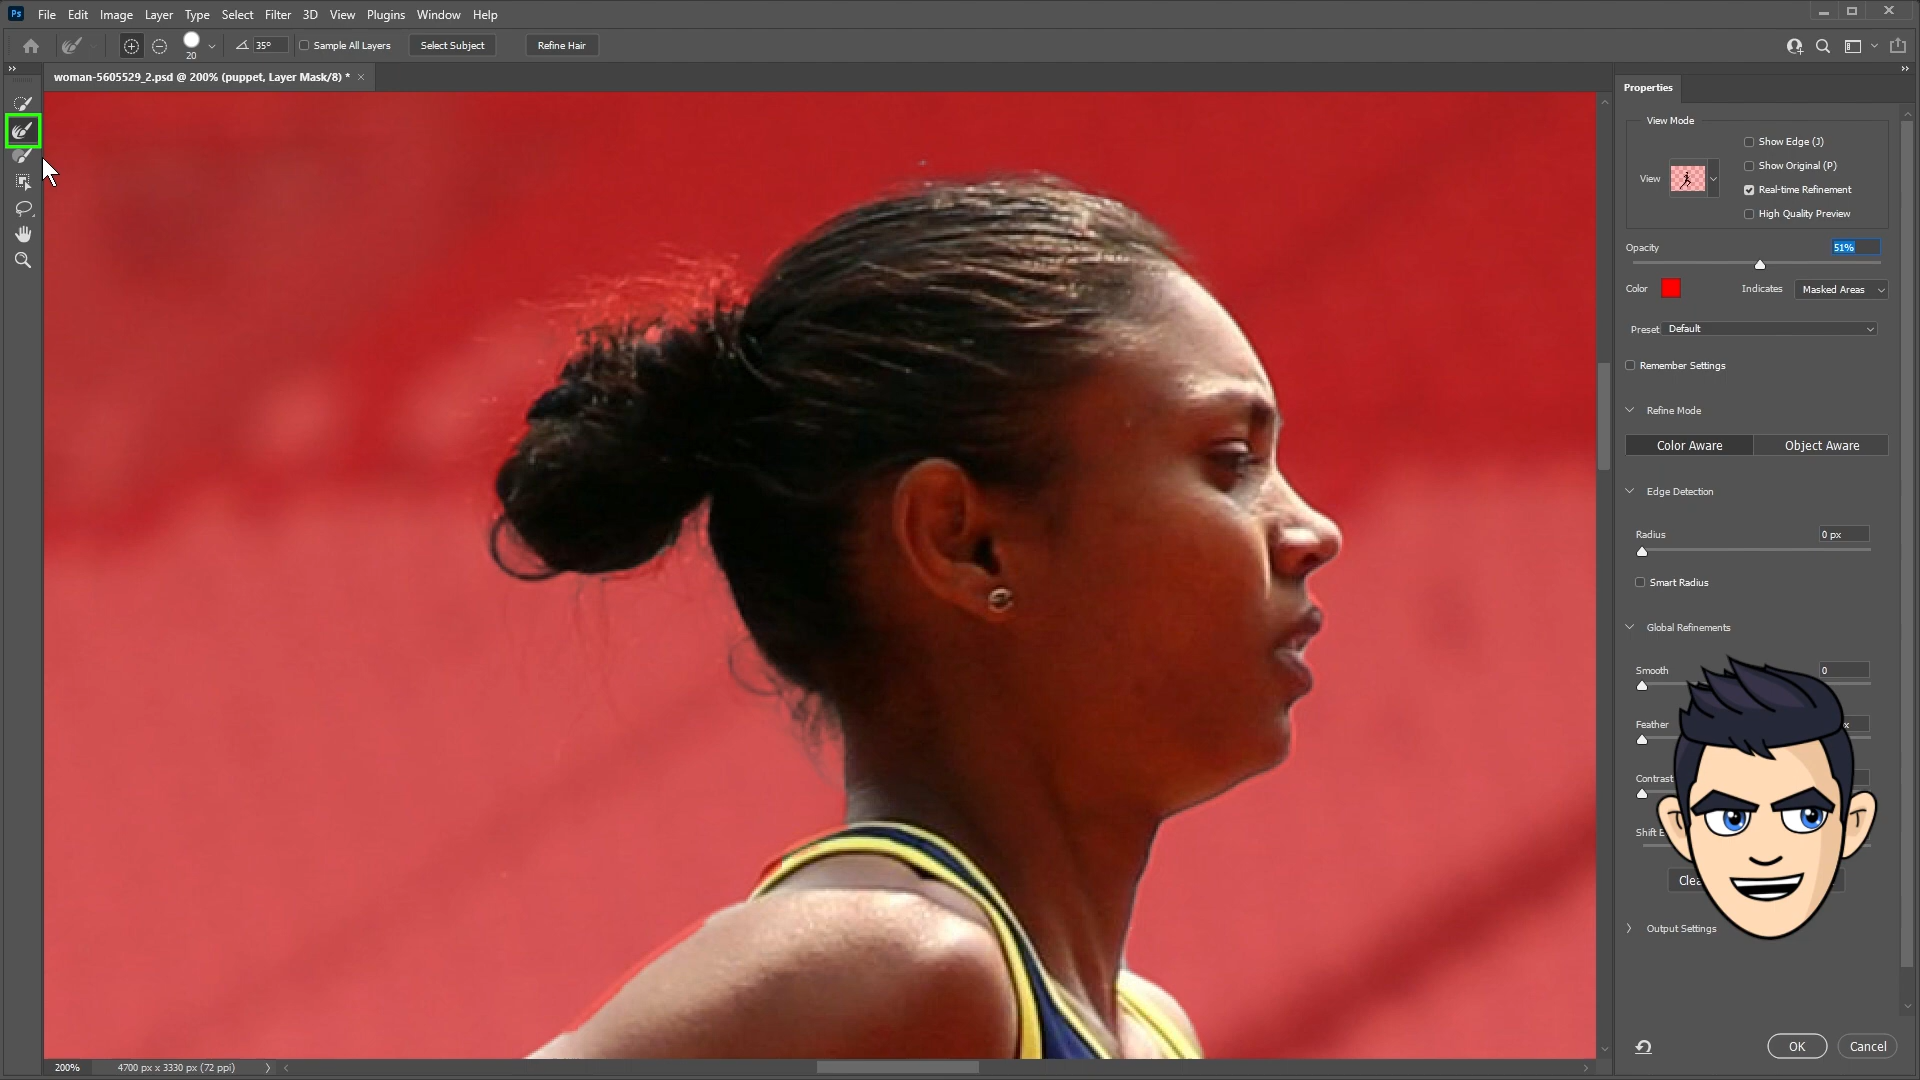 Ps File Edit Image Layer Type Select Filter 3D View Plugins Window Help
20 35° Sample All Layers Select Subject Refine Hair
woman-5605529_2.psd @ 200% (puppet, Layer Mask/8) *
Properties
View Mode
Show Edge (J)
Show Original (P)
View
Real-time Refinement
High Quality Preview
Opacity 51%
Color Indicates Masked Areas
Preset Default
Remember Settings
Refine Mode
Color Aware Object Aware
Edge Detection
Radius 0 px
Smart Radius
Global Refinements
Smooth 0
Feather
Contrast
Shift
Output Settings
200% 4700 px x 3330 px (72 ppi)
OK Cancel